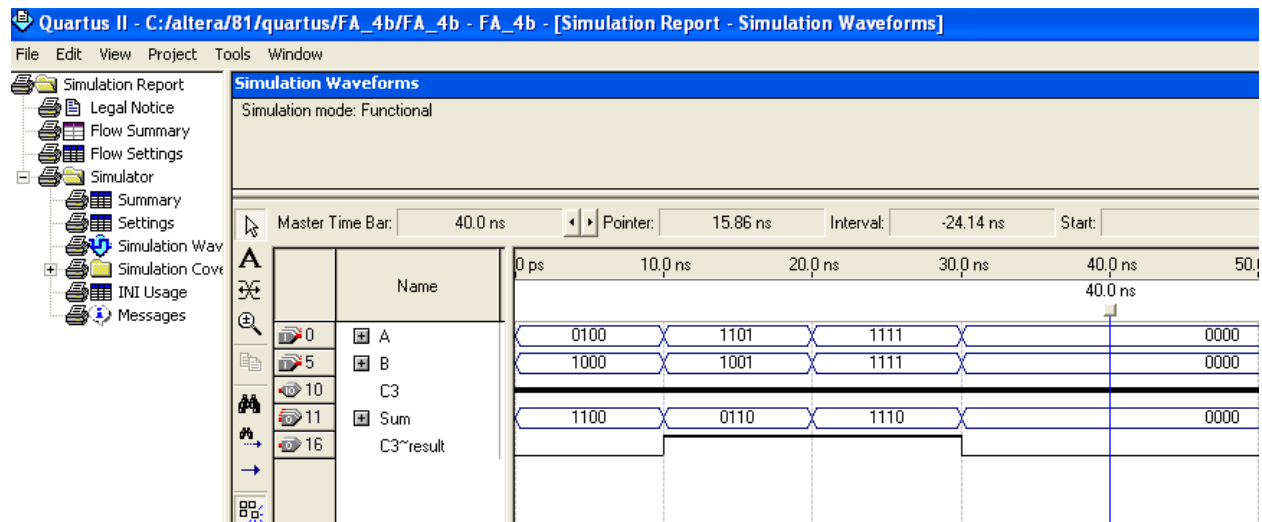 Quartus II - C:/altera/81/quartus/FA_4b/FA_4b - FA_4b - [Simulation Report - Simulation Waveforms]
File Edit View Project Tools Window
Simulation Report
Legal Notice
Flow Summary
Flow Settings
Simulator
Summary
Settings
Simulation Wav
Simulation Cove
INI Usage
Messages
Simulation Waveforms
Simulation mode: Functional
Master Time Bar: 40.0 ns Pointer: 15.86 ns Interval: -24.14 ns Start:
Name 0 ps 10.0 ns 20.0 ns 30.0 ns 40.0 ns 50.
40.0 ns
0 A 0100 1101 1111 0000
5 B 1000 1001 1111 0000
10 C3
11 Sum 1100 0110 1110 0000
16 C3~result